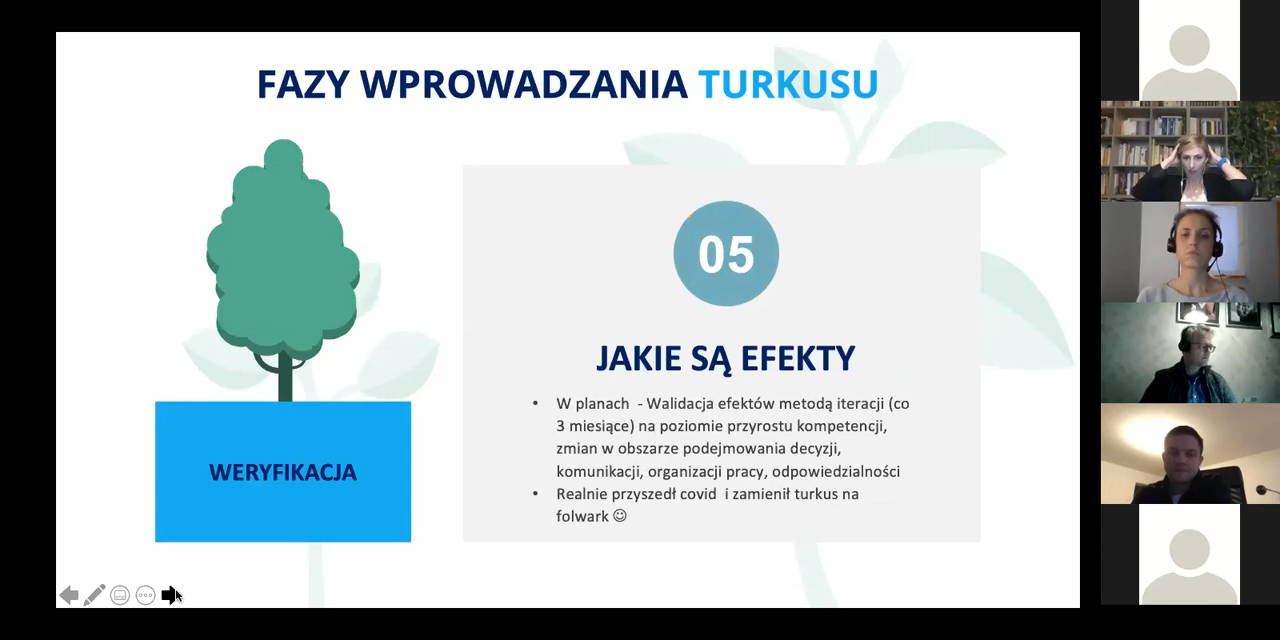 FAZY WPROWADZANIA TURKUSU
05
JAKIE SĄ EFEKTY
• W planach  - Walidacja efektów metodą iteracji (co
3 miesiące) na poziomie przyrostu kompetencji,
zmian w obszarze podejmowania decyzji,
komunikacji, organizacji pracy, odpowiedzialności
• Realnie przyszedł covid  i zamienił turkus na
folwark ☺
WERYFIKACJA